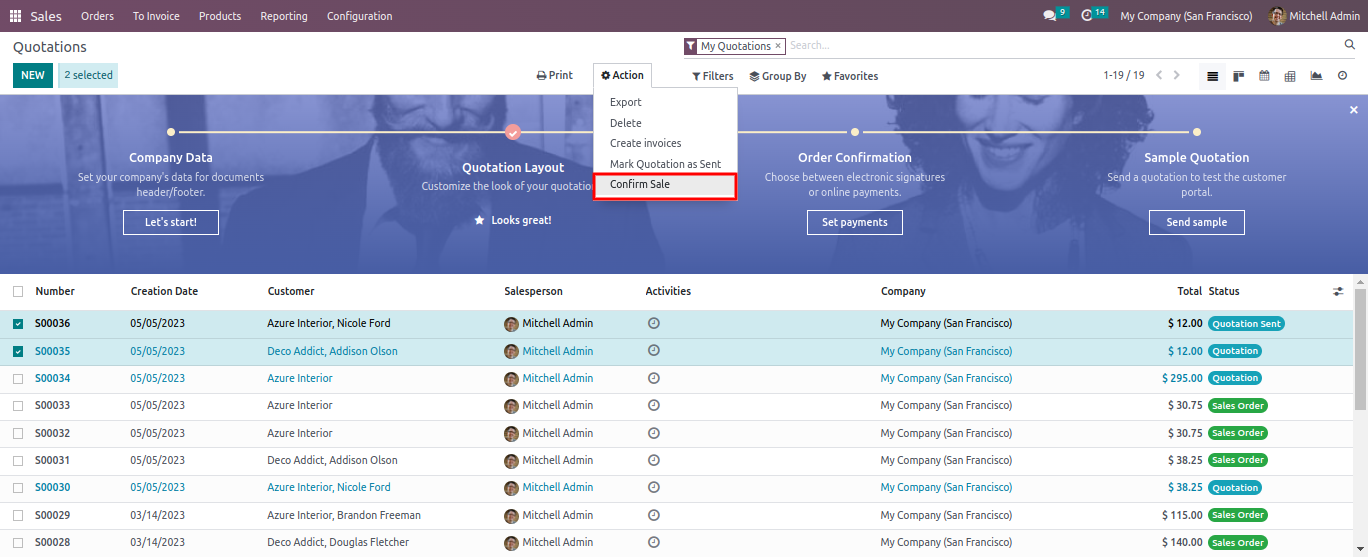 Sales Orders To Invoice Products Reporting Configuration 9 14 My Company (San Francisco) Mitchell Admin
Quotations My Quotations × Search...
NEW 2 selected Print Action Filters Group By Favorites 1-19 / 19
Export
Delete
Create invoices
Mark Quotation as Sent
Confirm Sale
Company Data
Set your company's data for documents
header/footer.
Let's start!
Quotation Layout
Customize the look of your quotation
Looks great!
Order Confirmation
Choose between electronic signatures
or online payments.
Set payments
Sample Quotation
Send a quotation to test the customer
portal.
Send sample
Number Creation Date Customer Salesperson Activities Company Total Status
S00036 05/05/2023 Azure Interior, Nicole Ford Mitchell Admin My Company (San Francisco) $ 12.00 Quotation Sent
S00035 05/05/2023 Deco Addict, Addison Olson Mitchell Admin My Company (San Francisco) $ 12.00 Quotation
S00034 05/05/2023 Azure Interior Mitchell Admin My Company (San Francisco) $ 295.00 Quotation
S00033 05/05/2023 Azure Interior Mitchell Admin My Company (San Francisco) $ 30.75 Sales Order
S00032 05/05/2023 Azure Interior Mitchell Admin My Company (San Francisco) $ 30.75 Sales Order
S00031 05/05/2023 Deco Addict, Addison Olson Mitchell Admin My Company (San Francisco) $ 38.25 Sales Order
S00030 05/05/2023 Azure Interior, Nicole Ford Mitchell Admin My Company (San Francisco) $ 38.25 Quotation
S00029 03/14/2023 Azure Interior, Brandon Freeman Mitchell Admin My Company (San Francisco) $ 115.00 Sales Order
S00028 03/14/2023 Deco Addict, Douglas Fletcher Mitchell Admin My Company (San Francisco) $ 140.00 Sales Order